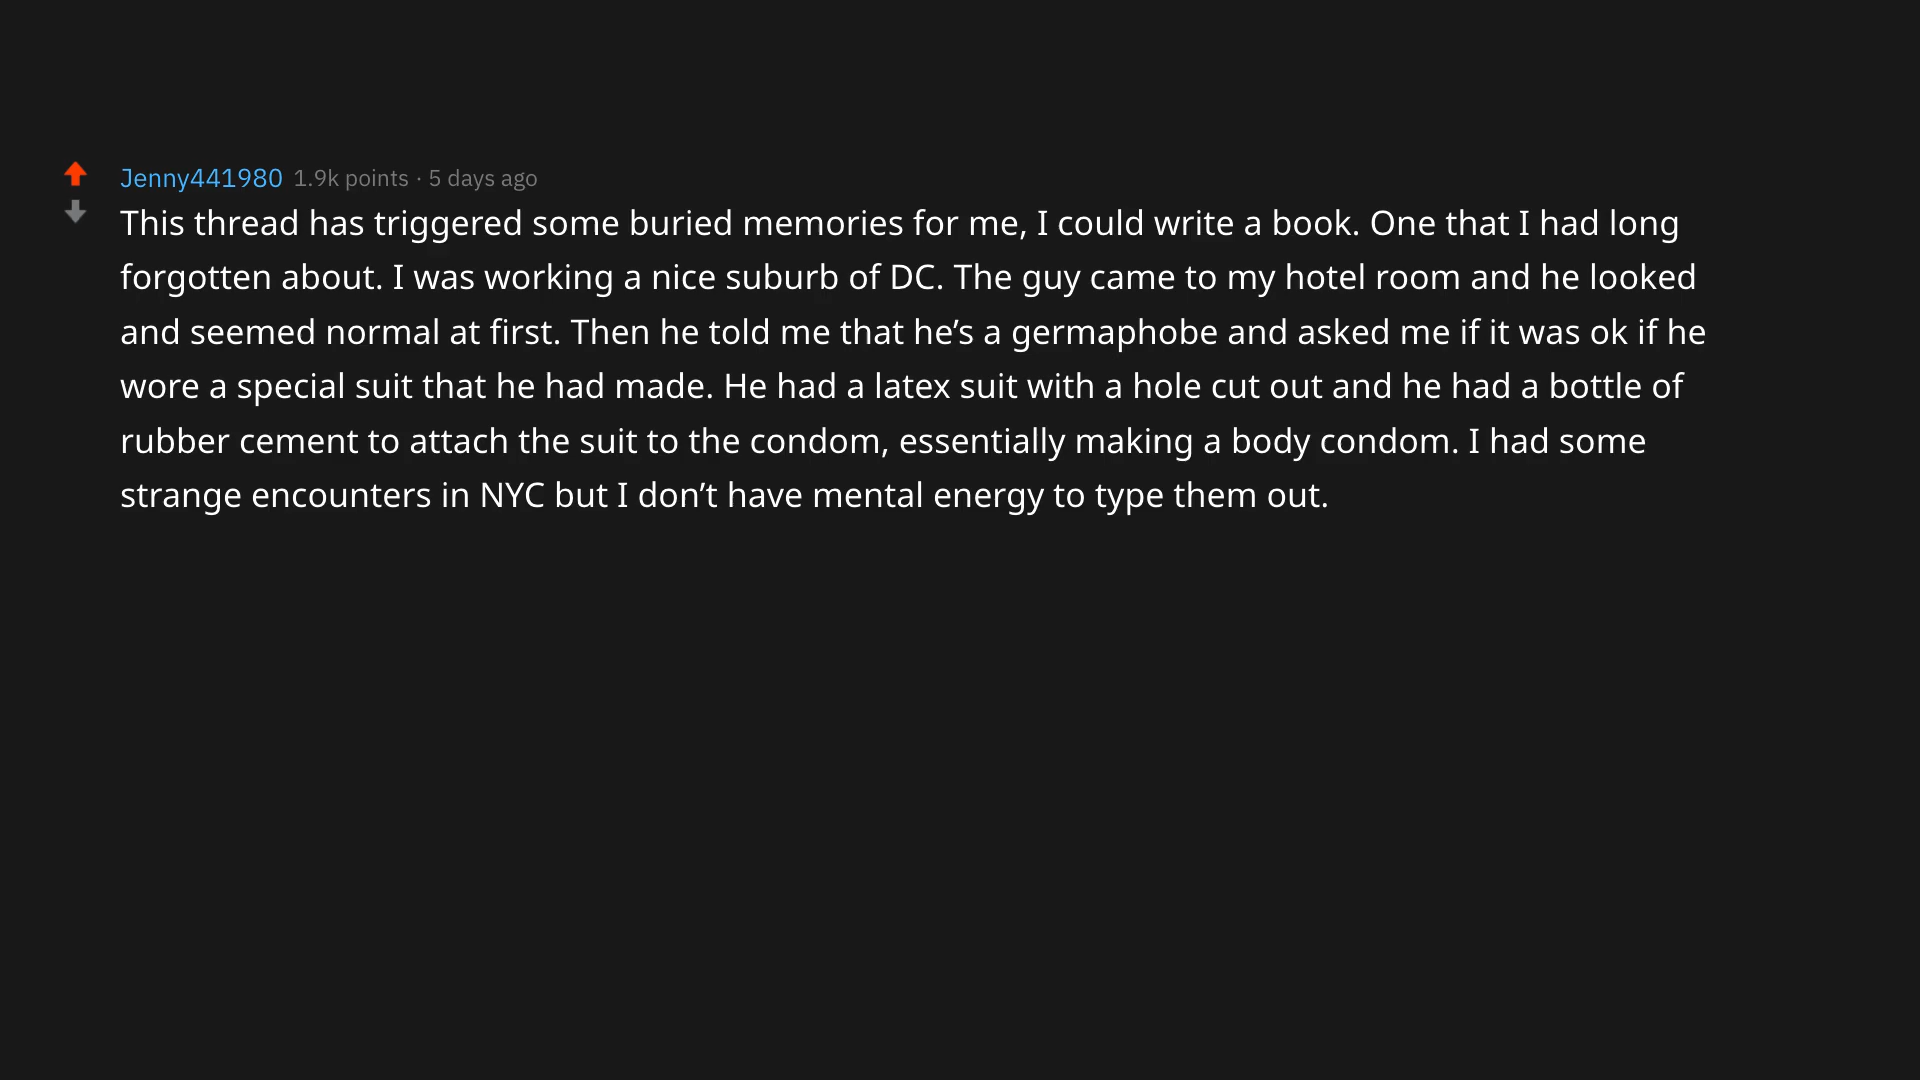 Jenny441980 1.9k points · 5 days ago
This thread has triggered some buried memories for me, I could write a book. One that I had long
forgotten about. I was working a nice suburb of DC. The guy came to my hotel room and he looked
and seemed normal at first. Then he told me that he’s a germaphobe and asked me if it was ok if he
wore a special suit that he had made. He had a latex suit with a hole cut out and he had a bottle of
rubber cement to attach the suit to the condom, essentially making a body condom. I had some
strange encounters in NYC but I don’t have mental energy to type them out.